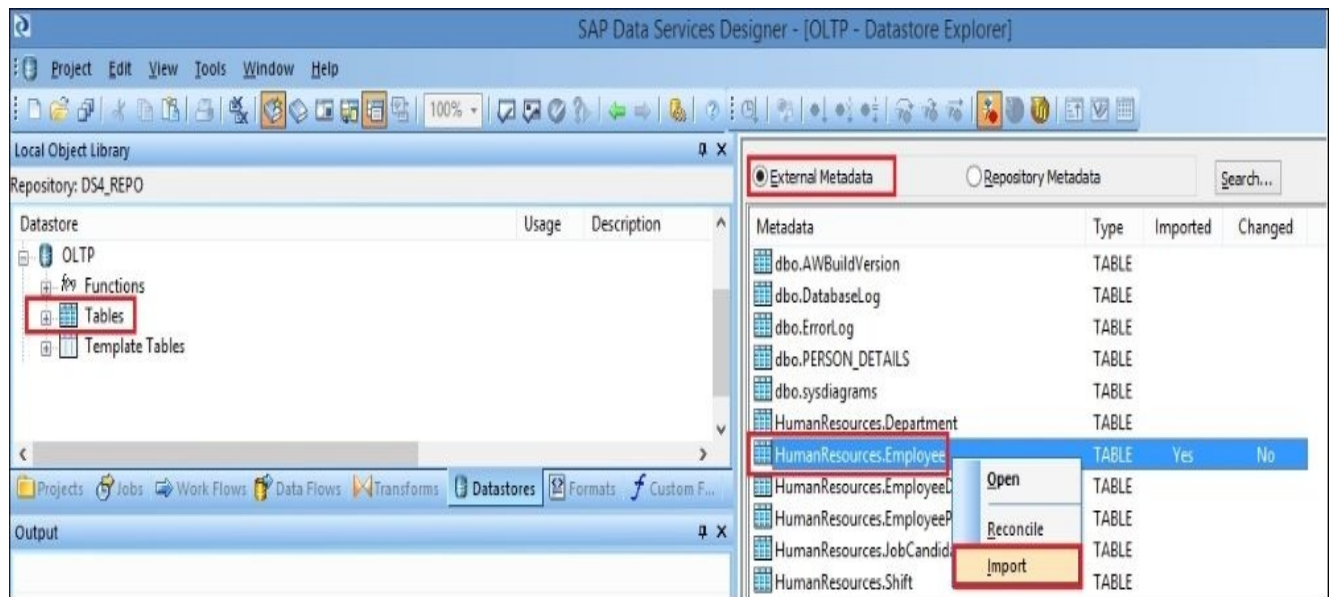 SAP Data Services Designer - [OLTP - Datastore Explorer]
Project Edit View Tools Window Help
100%
Local Object Library
Repository: DS4_REPO
Datastore Usage Description
OLTP
Functions
Tables
Template Tables
Projects Jobs Work Flows Data Flows Transforms Datastores Formats Custom F...
Output
External Metadata Repository Metadata Search...
Metadata Type Imported Changed
dbo.AWBuildVersion TABLE
dbo.DatabaseLog TABLE
dbo.ErrorLog TABLE
dbo.PERSON_DETAILS TABLE
dbo.sysdiagrams TABLE
HumanResources.Department TABLE
HumanResources.Employee TABLE Yes No
HumanResources.EmployeeD TABLE
HumanResources.EmployeeP TABLE
HumanResources.JobCandid TABLE
HumanResources.Shift TABLE
Open
Reconcile
Import